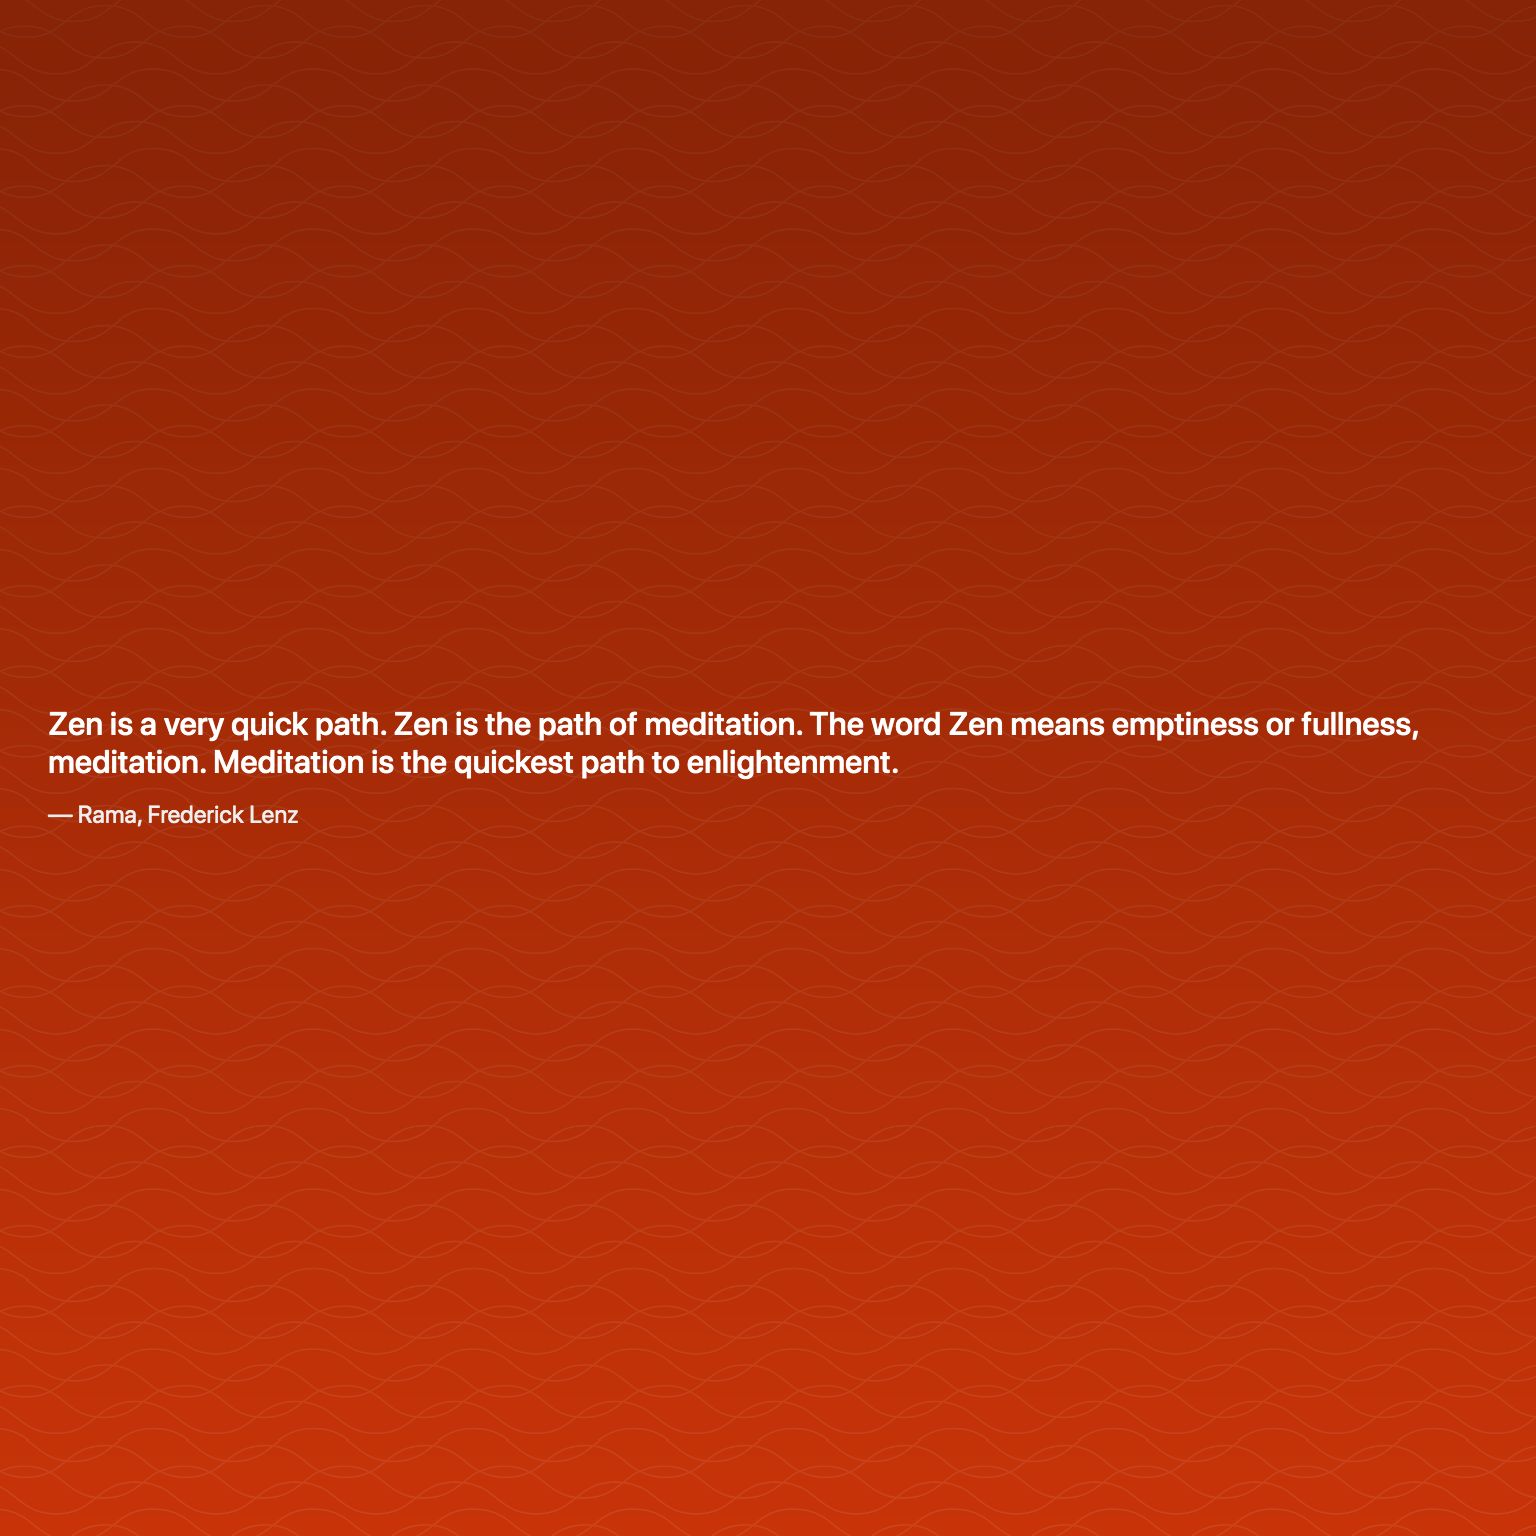 Zen is a very quick path. Zen is the path of meditation. The word Zen means emptiness or fullness,
meditation. Meditation is the quickest path to enlightenment.
— Rama, Frederick Lenz